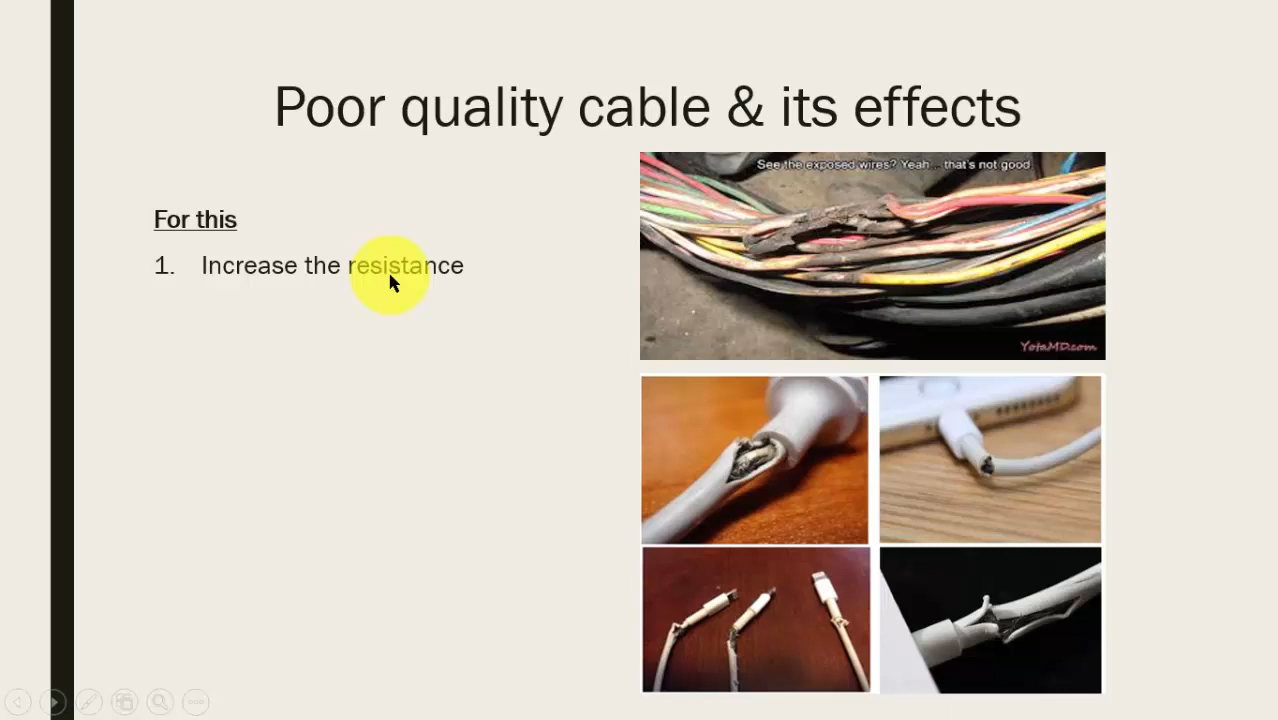 Poor quality cable & its effects
See the exposed wires? Yeah... that's not good.
For this
1. Increase the resistance
YotaMD.com